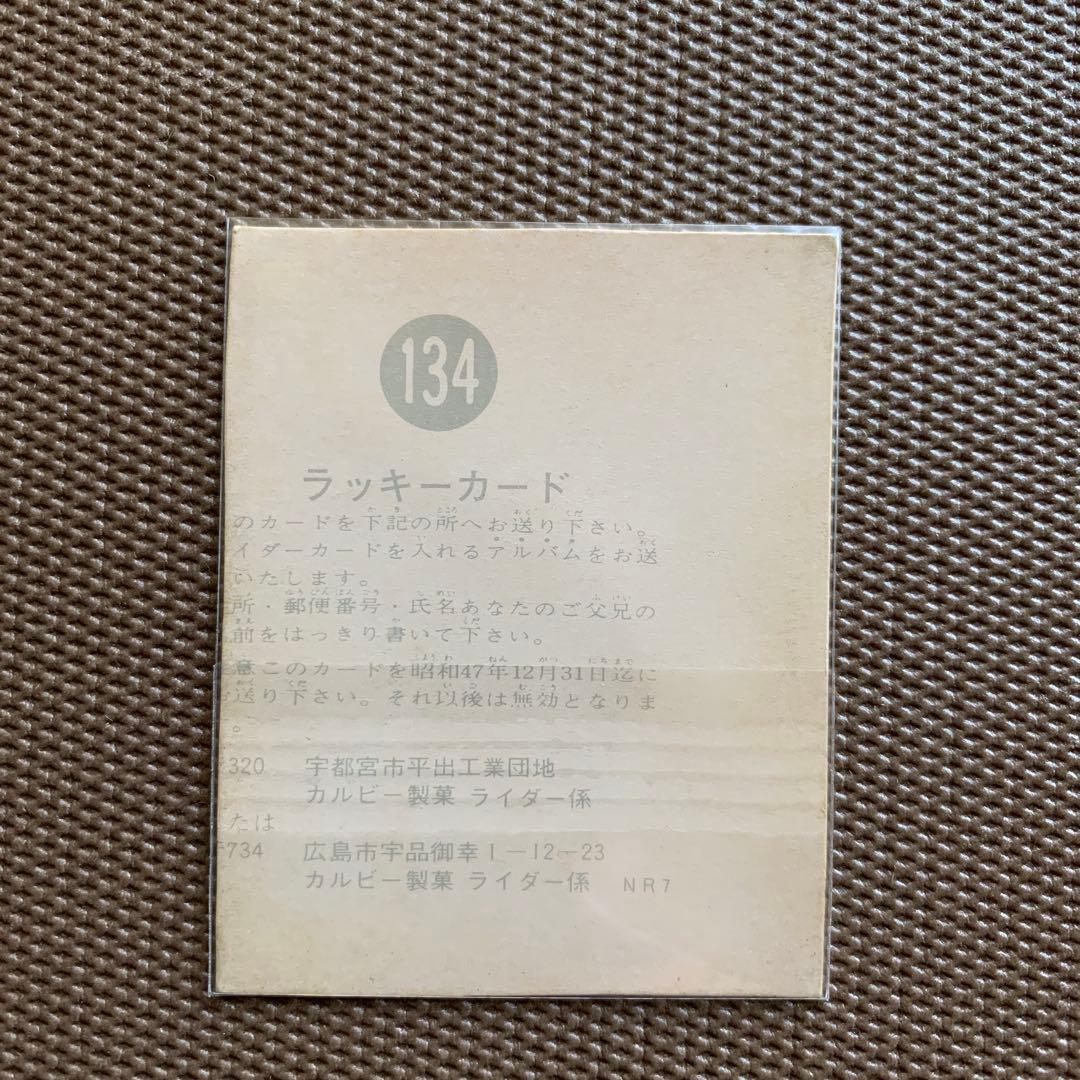 134
ラッキーカード
のカードを下記の所へお送り下さい。
イダーカードを入れるアルバムをお送
いたします。
所・郵便番号・氏名あなたのご父兄の
前をはっきり書いて下さい。
意このカードを昭和47年12月31日迄に
送り下さい。それ以後は無効となりま
。
320 宇都宮市平出工業団地
カルビー製菓 ライダー係
たは
734 広島市宇品御幸1-12-23
カルビー製菓 ライダー係 NR7